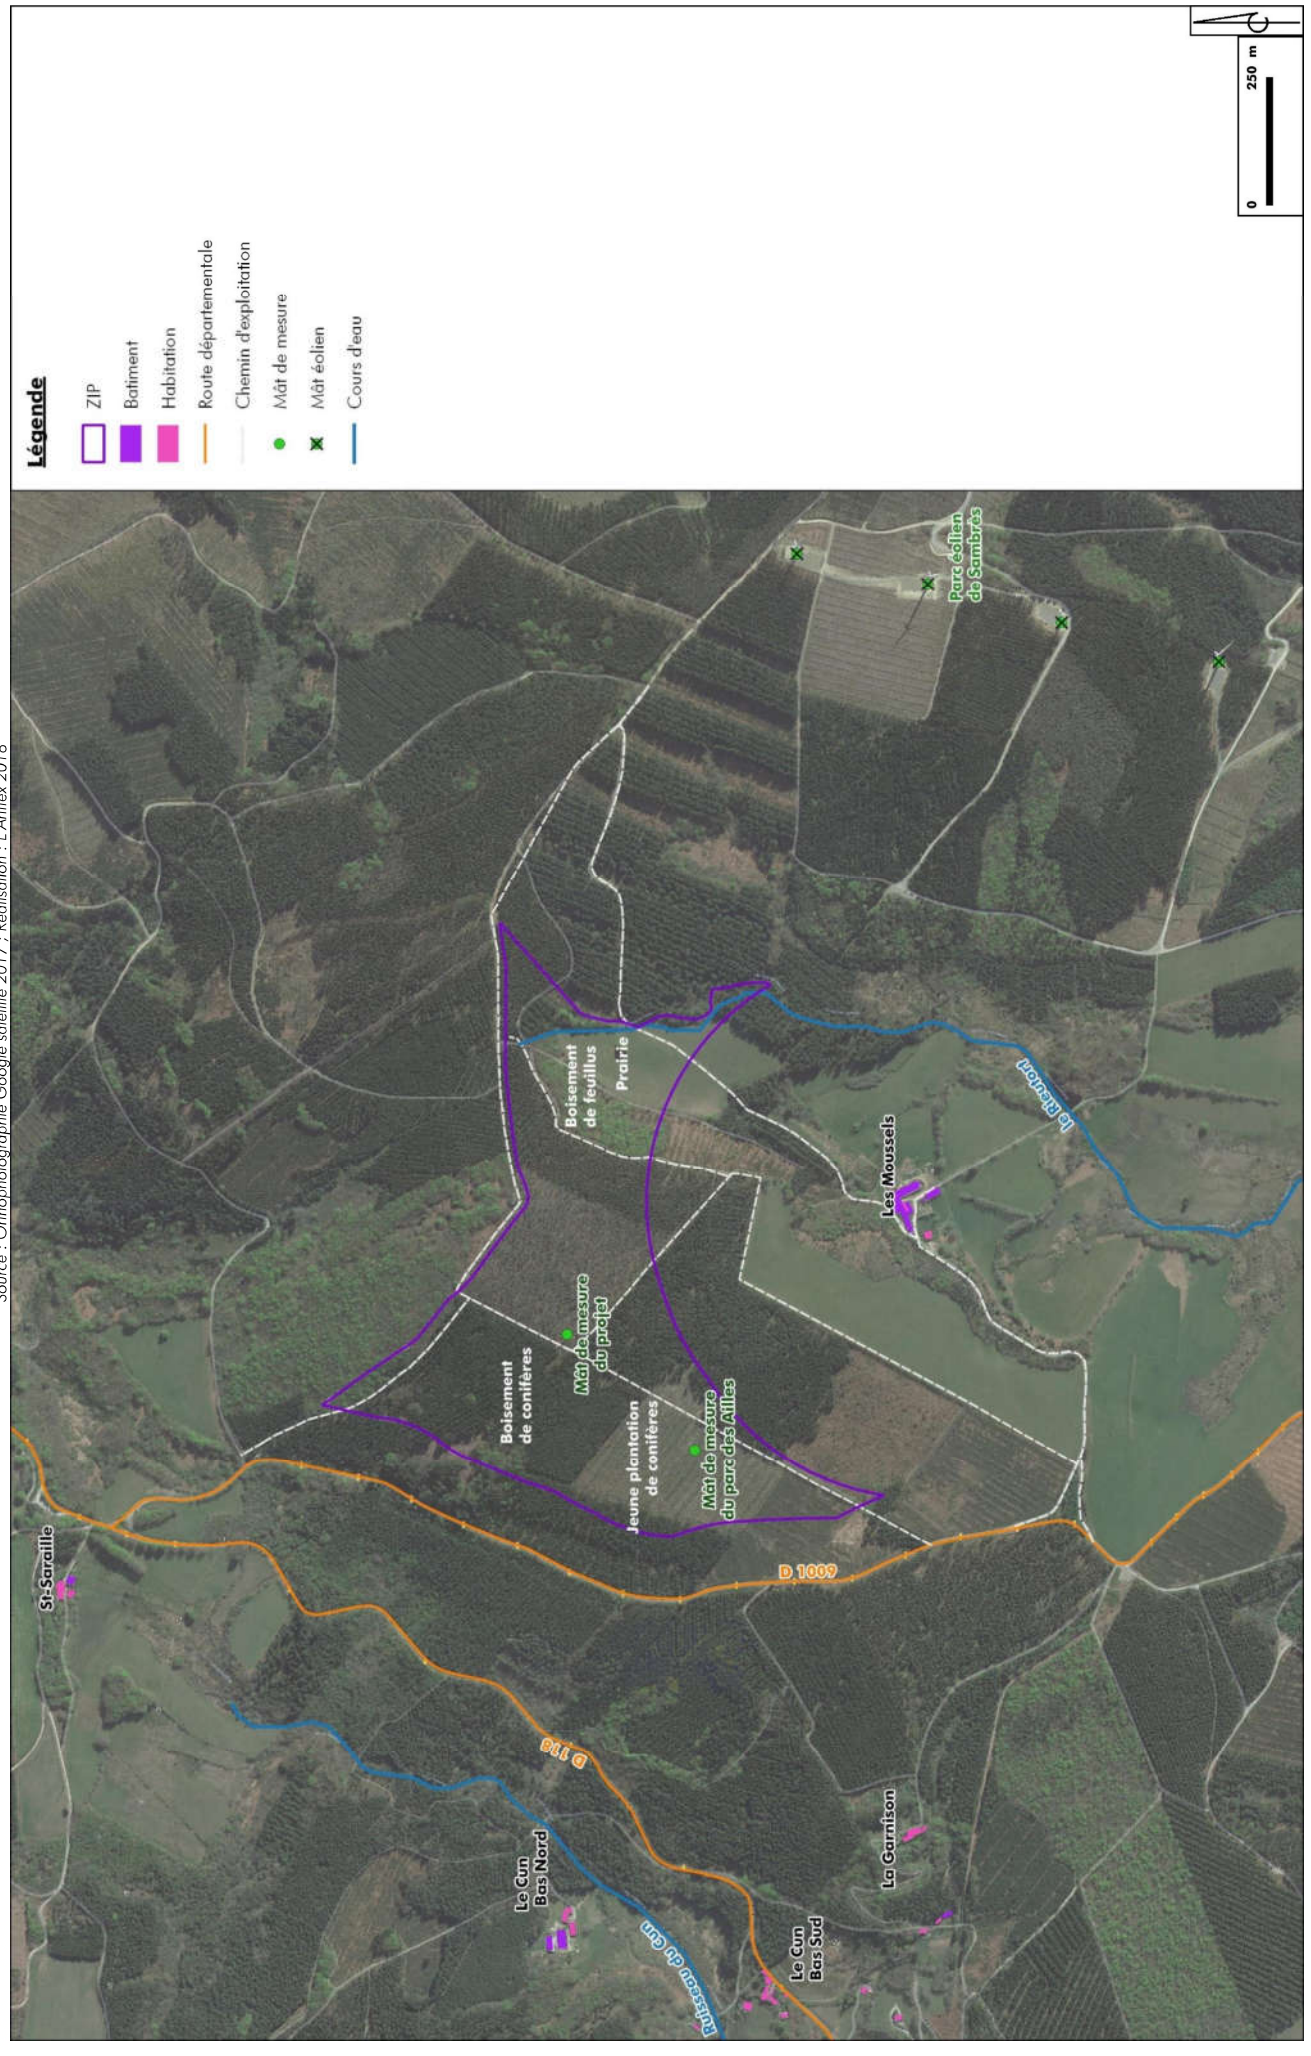 Source : Orthophotographie Google satellite 2017 ; Réalisation : L'Artifex 2018
Légende
ZIP
Batiment
Habitation
Route départementale
Chemin d'exploitation
Mât de mesure
Mât éolien
Cours d'eau
0 250 m
St-Saraille
Boisement
de conifères
Mât de mesure
du projet
Boisement
de feuillus
Prairie
Jeune plantation
de conifères
Mât de mesure
du parc des Ailles
D 118
D 1009
Le Cun
Bas Nord
Ruisseau du Cun
Le Cun
Bas Sud
La Garnison
Les Moussels
le Rieutort
Parc éolien
de Sambrès